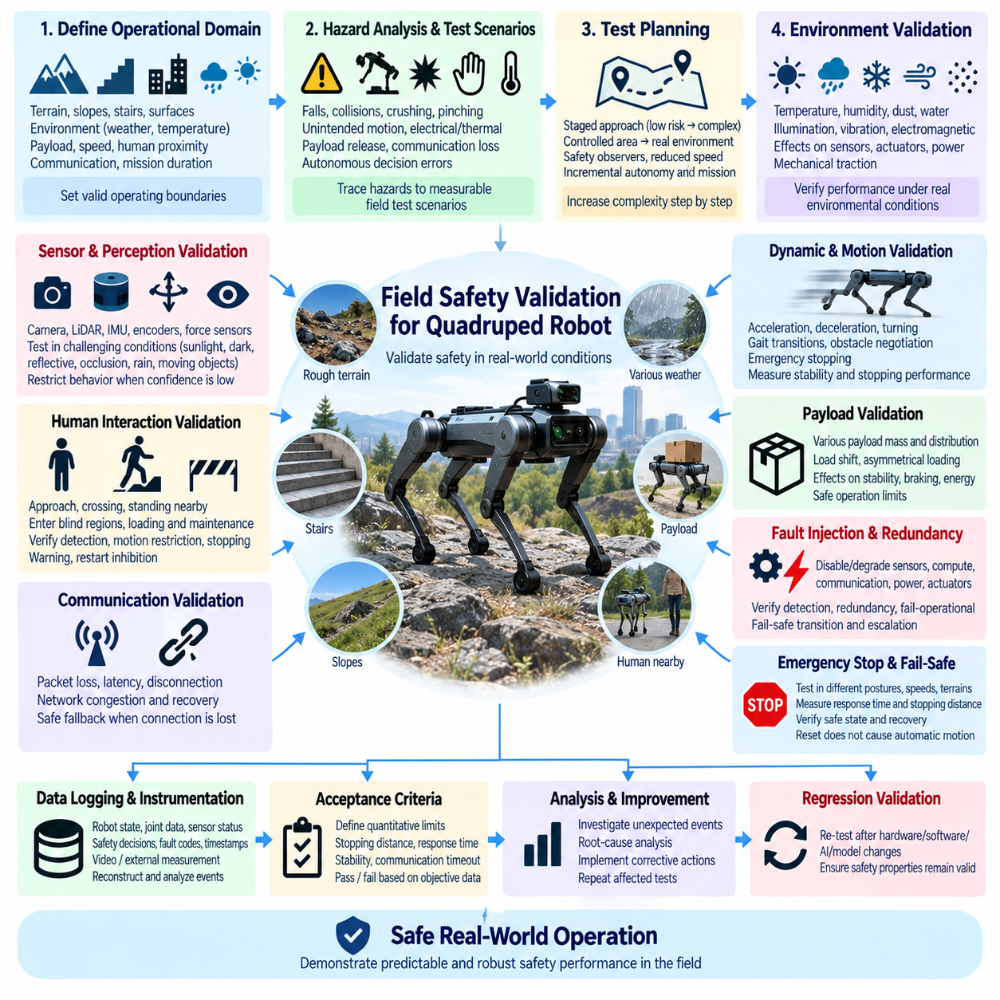 1. Define Operational Domain
Terrain, slopes, stairs, surfaces
Environment (weather, temperature)
Payload, speed, human proximity
Communication, mission duration
Set valid operating boundaries
2. Hazard Analysis & Test Scenarios
Falls, collisions, crushing, pinching
Unintended motion, electrical/thermal
Payload release, communication loss
Autonomous decision errors
Trace hazards to measurable
field test scenarios
3. Test Planning
Staged approach (low risk → complex)
Controlled area → real environment
Safety observers, reduced speed
Incremental autonomy and mission
Increase complexity step by step
4. Environment Validation
Temperature, humidity, dust, water
Illumination, vibration, electromagnetic
Effects on sensors, actuators, power
Mechanical traction
Verify performance under real
environmental conditions
Sensor & Perception Validation
Camera, LiDAR, IMU, encoders, force sensors
Test in challenging conditions (sunlight, dark,
reflective, occlusion, rain, moving objects)
Restrict behavior when confidence is low
Human Interaction Validation
Approach, crossing, standing nearby
Enter blind regions, loading and maintenance
Verify detection, motion restriction, stopping
Warning, restart inhibition
Communication Validation
Packet loss, latency, disconnection
Network congestion and recovery
Safe fallback when connection is lost
Field Safety Validation
for Quadruped Robot
Validate safety in real-world conditions
Rough terrain
Various weather
Stairs
Payload
Slopes
Human nearby
Dynamic & Motion Validation
Acceleration, deceleration, turning
Gait transitions, obstacle negotiation
Emergency stopping
Measure stability and stopping performance
Payload Validation
Various payload mass and distribution
Load shift, asymmetrical loading
Effects on stability, braking, energy
Safe operation limits
Fault Injection & Redundancy
Disable/degrade sensors, compute,
communication, power, actuators
Verify detection, redundancy, fail-operational
Fail-safe transition and escalation
Emergency Stop & Fail-Safe
STOP
Test in different postures, speeds, terrains
Measure response time and stopping distance
Verify safe state and recovery
Reset does not cause automatic motion
Data Logging & Instrumentation
Robot state, joint data, sensor status
Safety decisions, fault codes, timestamps
Video / external measurement
Reconstruct and analyze events
Acceptance Criteria
Define quantitative limits
Stopping distance, response time
Stability, communication timeout
Pass / fail based on objective data
Analysis & Improvement
Investigate unexpected events
Root-cause analysis
Implement corrective actions
Repeat affected tests
Regression Validation
Re-test after hardware/software/
AI/model changes
Ensure safety properties remain valid
Safe Real-World Operation
Demonstrate predictable and robust safety performance in the field